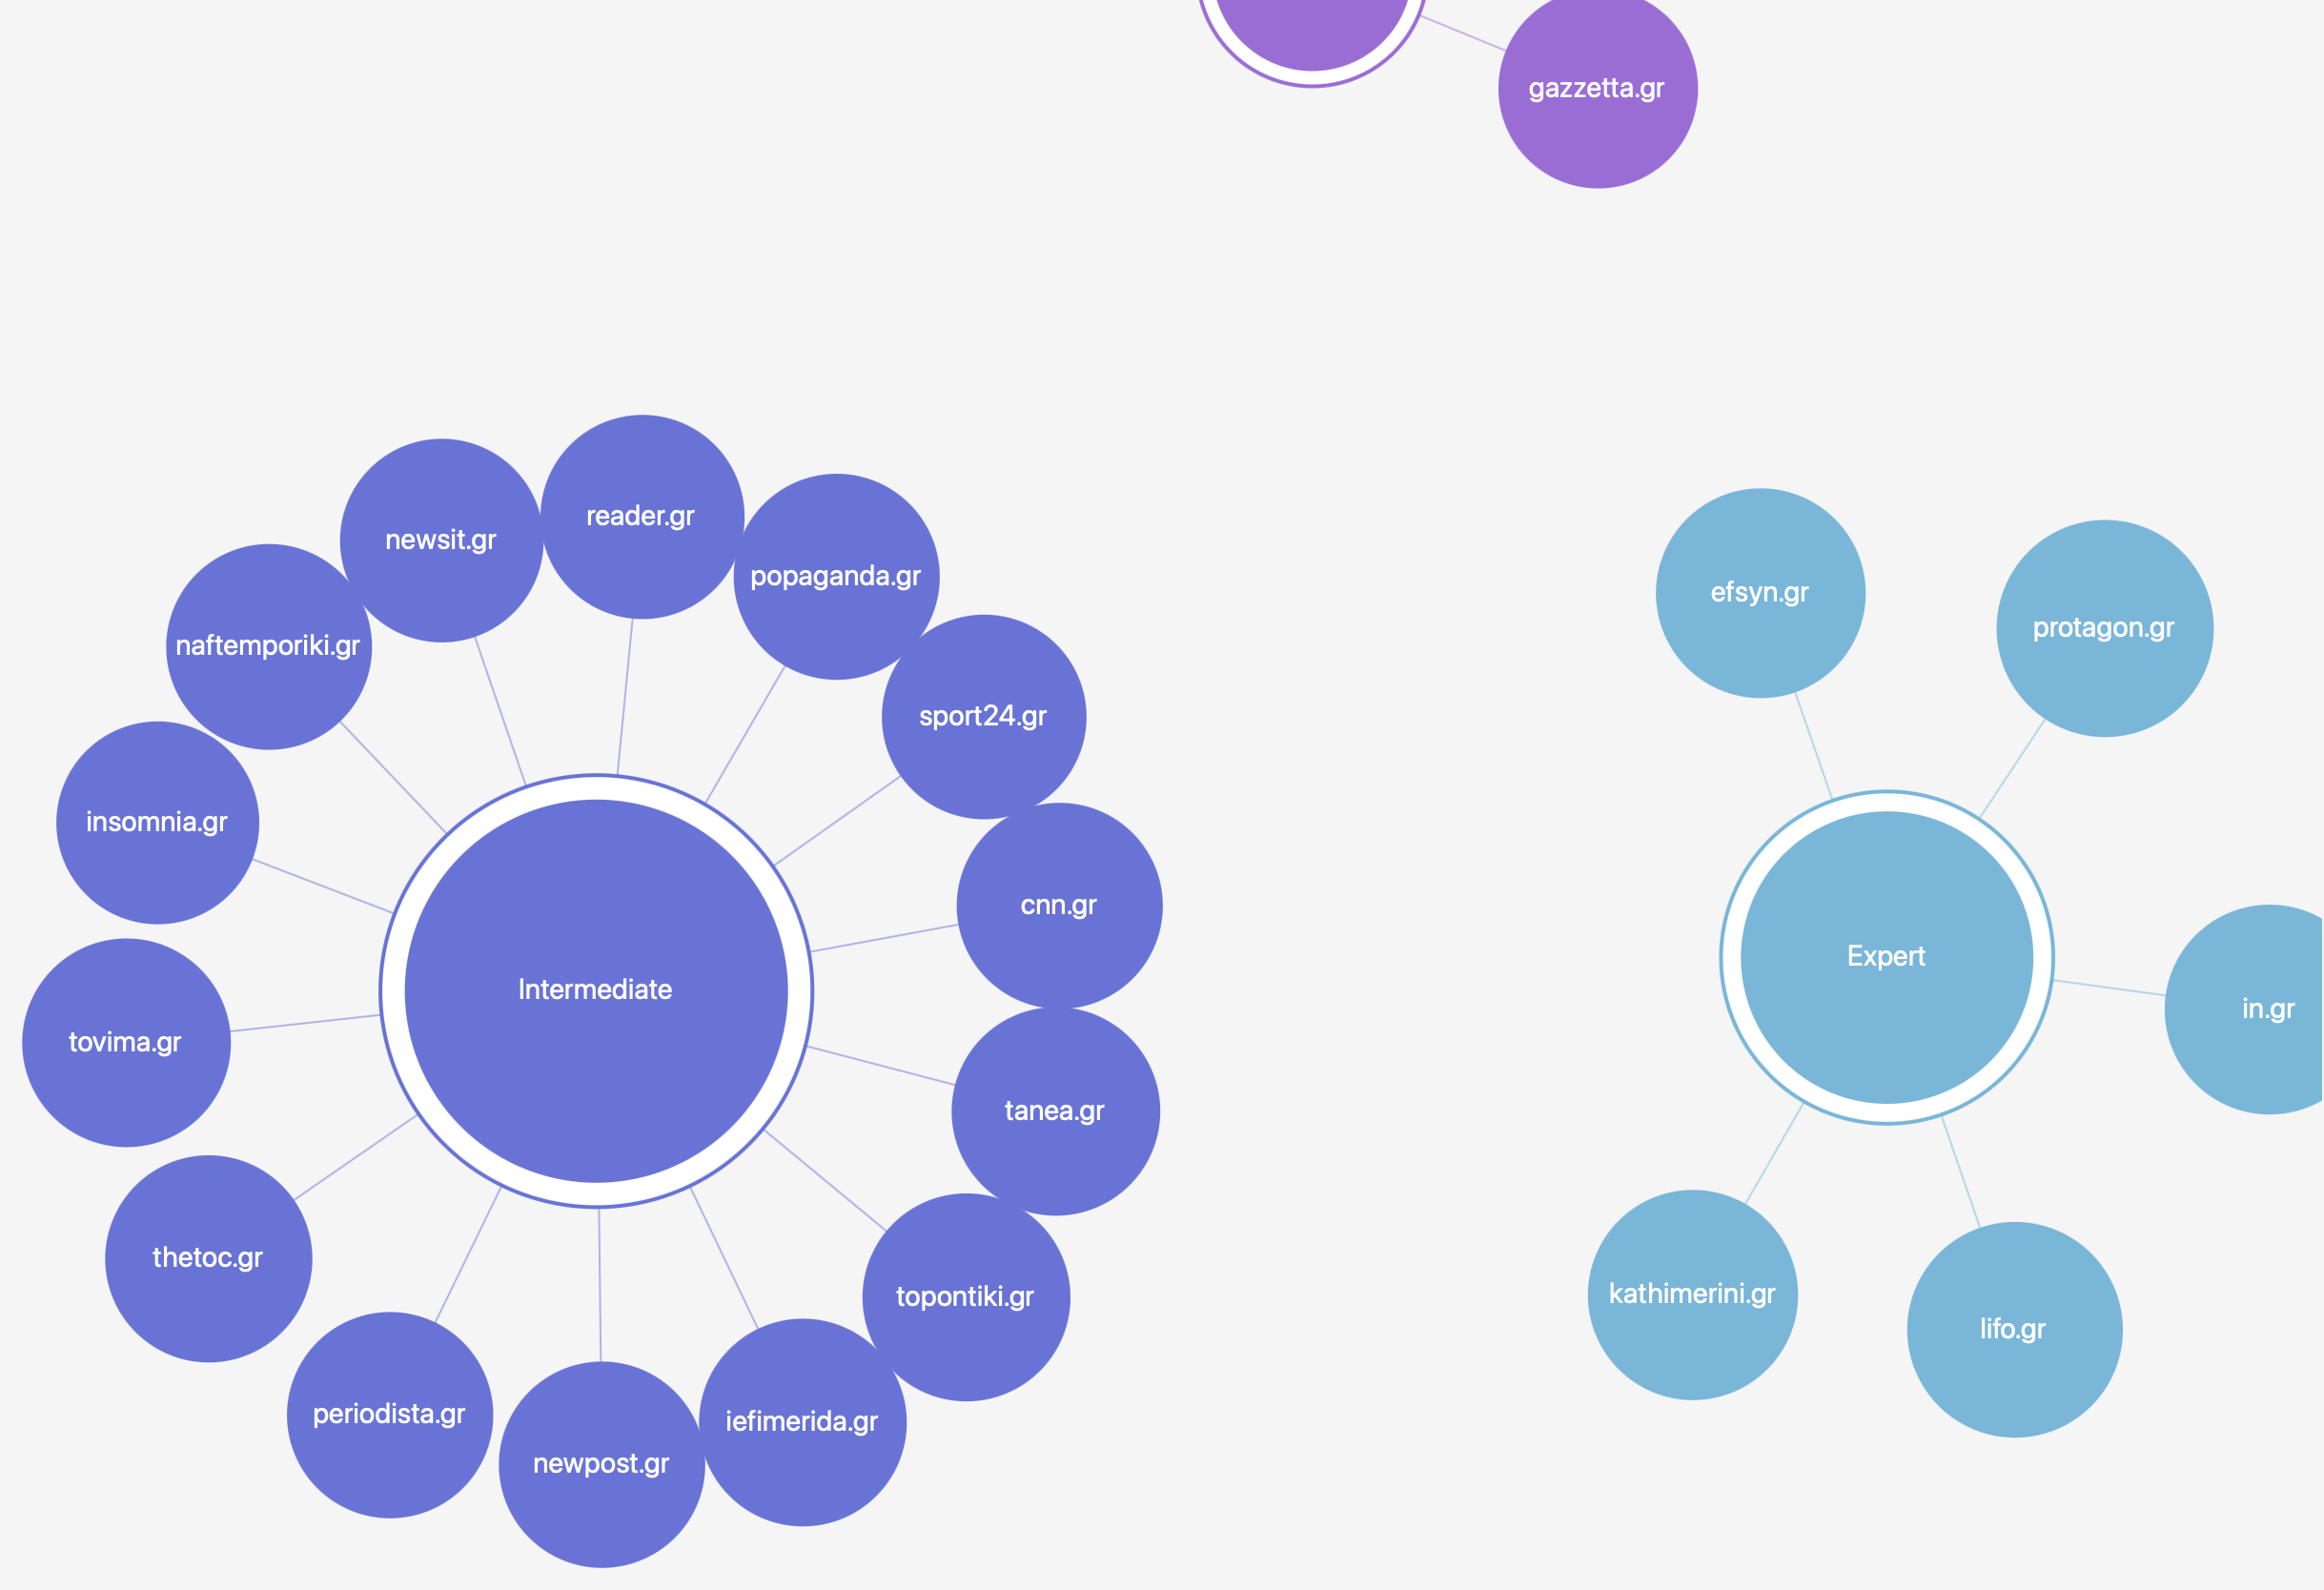 gazzetta.gr
reader.gr
newsit.gr
popaganda.gr
naftemporiki.gr
sport24.gr
insomnia.gr
cnn.gr
Intermediate
tovima.gr
tanea.gr
thetoc.gr
topontiki.gr
periodista.gr
iefimerida.gr
newpost.gr
efsyn.gr
protagon.gr
Expert
in.gr
kathimerini.gr
lifo.gr